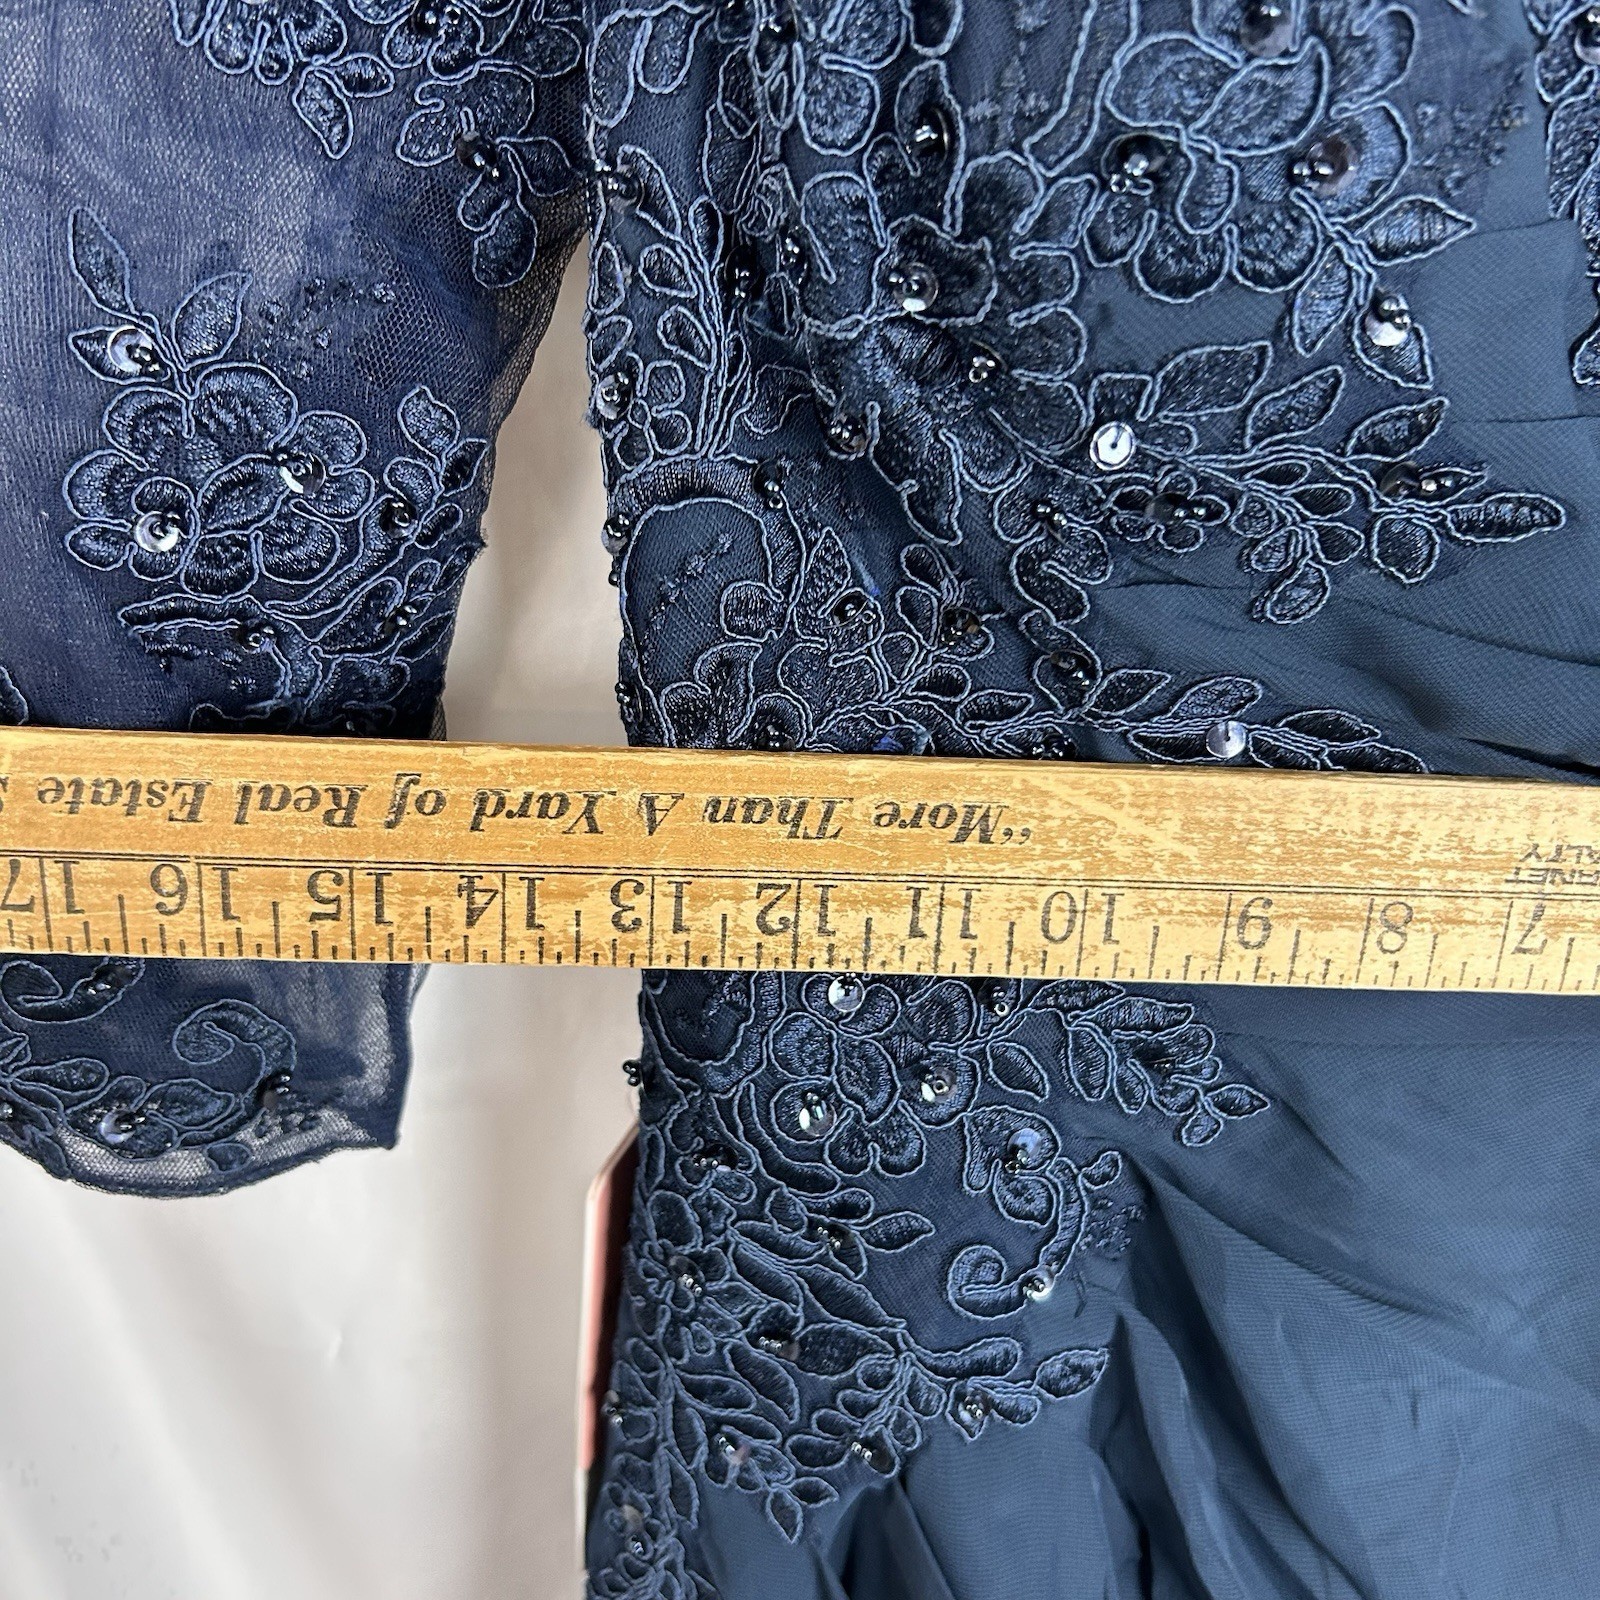 "More Than A Yard of Real Estate
7 8 9 10 11 12 13 14 15 16 17